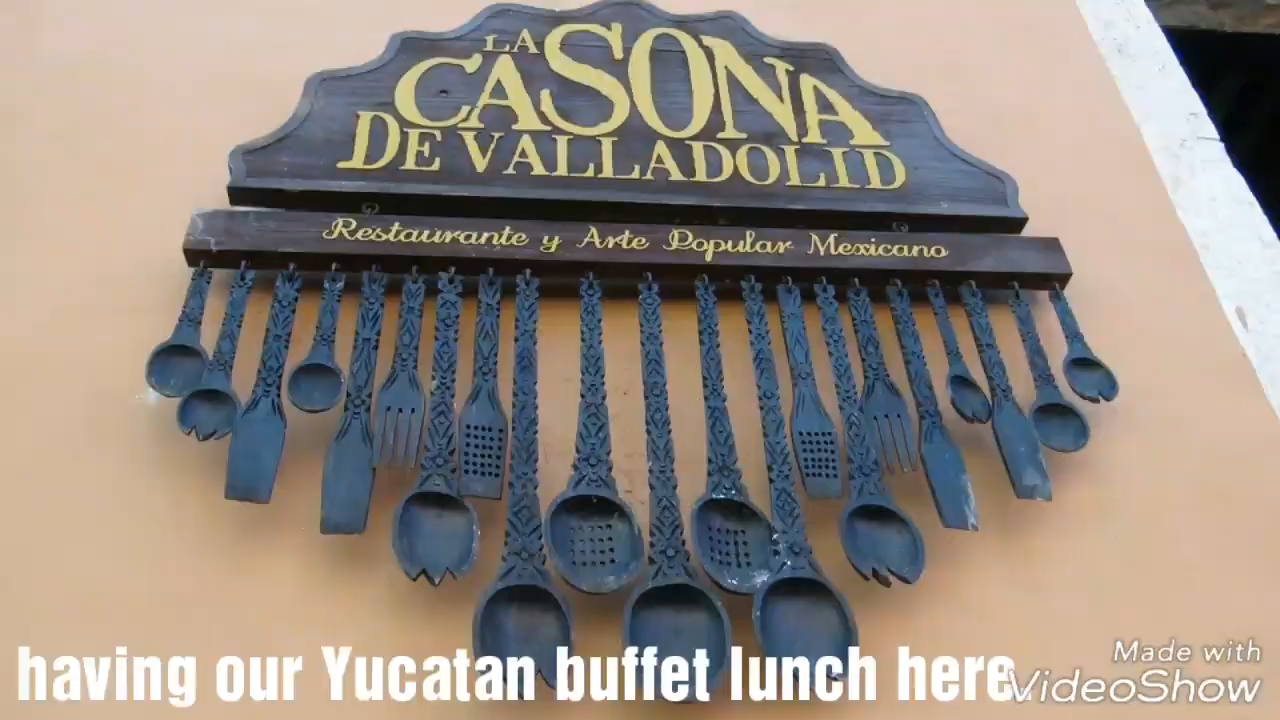 LA CASONA
DE VALLADOLID
Restaurante y Arte Popular Mexicano
having our Yucatan buffet lunch here..
Made with
VideoShow